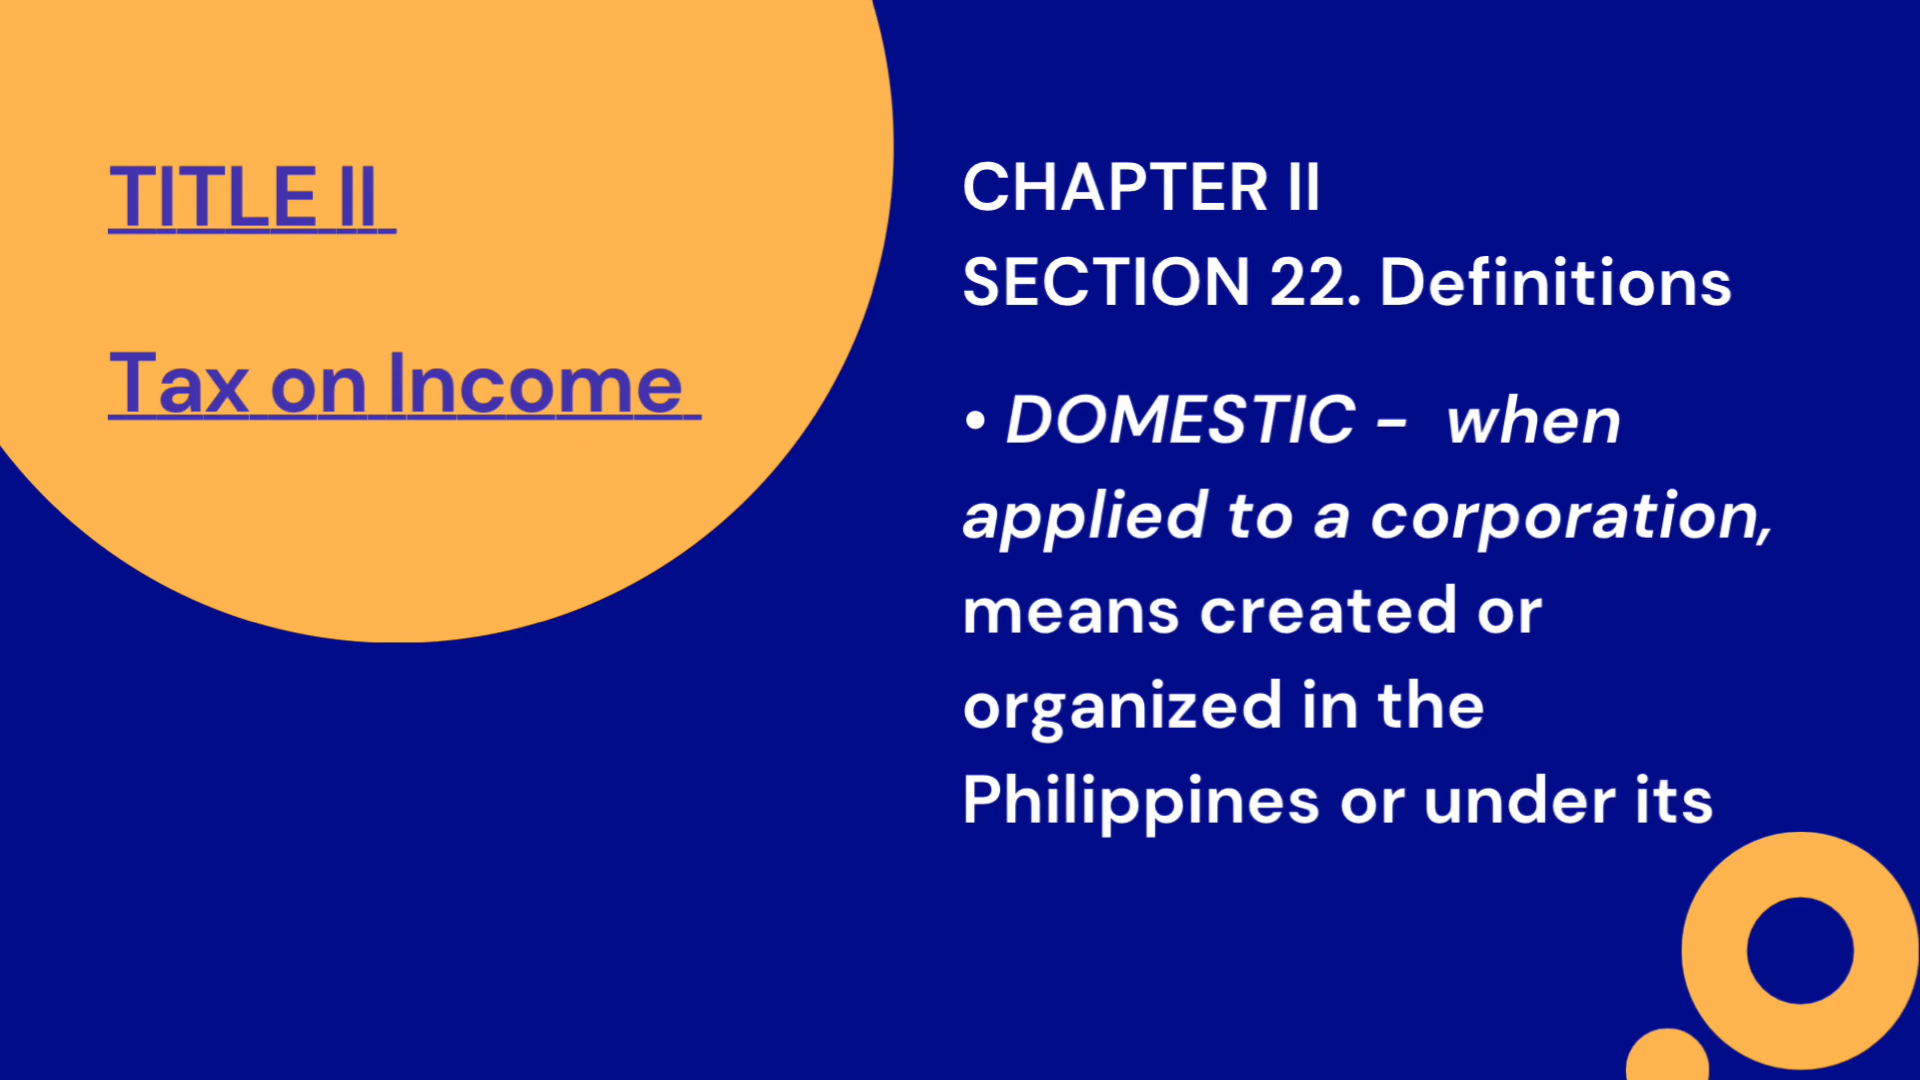 TITLE II
Tax on Income
CHAPTER II
SECTION 22. Definitions
• DOMESTIC - when
applied to a corporation,
means created or
organized in the
Philippines or under its